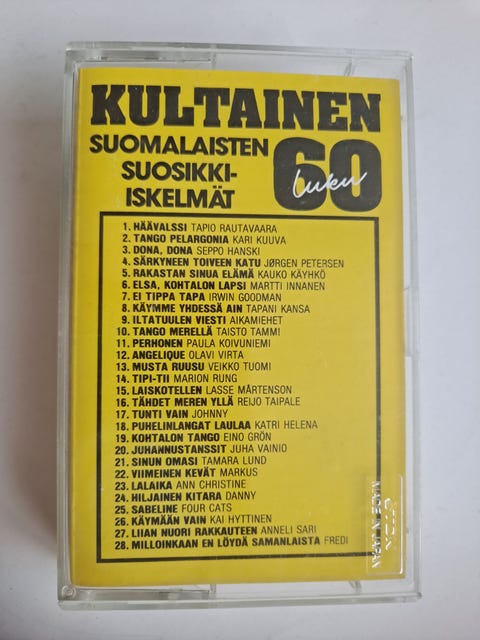 KULTAINEN
SUOMALAISTEN
SUOSIKKI-
ISKELMÄT
60
luku
1. HÄÄVALSSI TAPIO RAUTAVAARA
2. TANGO PELARGONIA KARI KUUVA
3. DONA, DONA SEPPO HANSKI
4. SÄRKYNEEN TOIVEEN KATU JØRGEN PETERSEN
5. RAKASTAN SINUA ELÄMÄ KAUKO KÄYHKÖ
6. ELSA, KOHTALON LAPSI MARTTI INNANEN
7. EI TIPPA TAPA IRWIN GOODMAN
8. KÄYMME YHDESSÄ AIN TAPANI KANSA
9. ILTATUULEN VIESTI AIKAMIEHET
10. TANGO MERELLÄ TAISTO TAMMI
11. PERHONEN PAULA KOIVUNIEMI
12. ANGELIQUE OLAVI VIRTA
13. MUSTA RUUSU VEIKKO TUOMI
14. TIPI-TII MARION RUNG
15. LAISKOTELLEN LASSE MÅRTENSON
16. TÄHDET MEREN YLLÄ REIJO TAIPALE
17. TUNTI VAIN JOHNNY
18. PUHELINLANGAT LAULAA KATRI HELENA
19. KOHTALON TANGO EINO GRÖN
20. JUHANNUSTANSSIT JUHA VAINIO
21. SINUN OMASI TAMARA LUND
22. VIIMEINEN KEVÄT MARKUS
23. LALAIKA ANN CHRISTINE
24. HILJAINEN KITARA DANNY
25. SABELINE FOUR CATS
26. KÄYMÄÄN VAIN KAI HYTTINEN
27. LIIAN NUORI RAKKAUTEEN ANNELI SARI
28. MILLOINKAAN EN LÖYDÄ SAMANLAISTA FREDI
MADE IN JAPAN